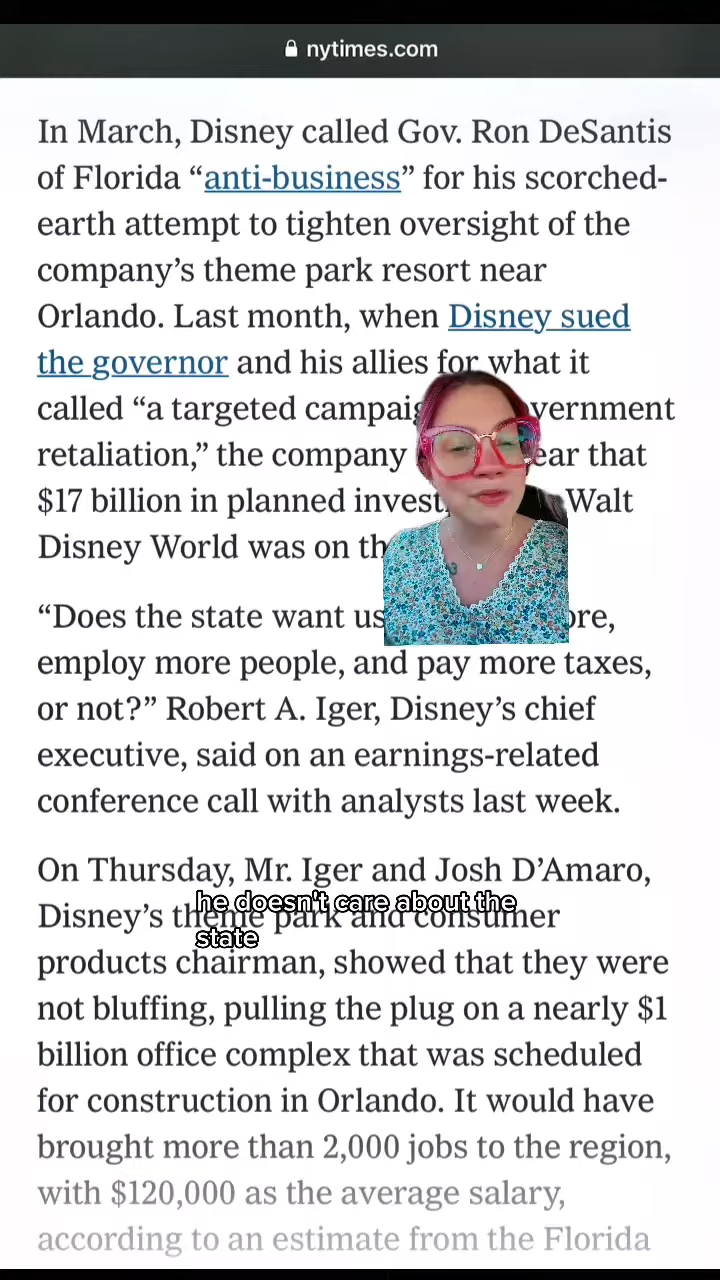 nytimes.com
In March, Disney called Gov. Ron DeSantis
of Florida “anti-business” for his scorched-
earth attempt to tighten oversight of the
company’s theme park resort near
Orlando. Last month, when Disney sued
the governor and his allies for what it
called “a targeted vernment
retaliation,” the company that
$17 billion in planned Walt
Disney World was on
“Does the state want us
employ more people, and pay more taxes,
or not?” Robert A. Iger, Disney’s chief
executive, said on an earnings-related
conference call with analysts last week.
On Thursday, Mr. Iger and Josh D’Amaro,
he doesn't care about the
Disney’s theme park and consumer
state
products chairman, showed that they were
not bluffing, pulling the plug on a nearly $1
billion office complex that was scheduled
for construction in Orlando. It would have
brought more than 2,000 jobs to the region,
with $120,000 as the average salary,
according to an estimate from the Florida